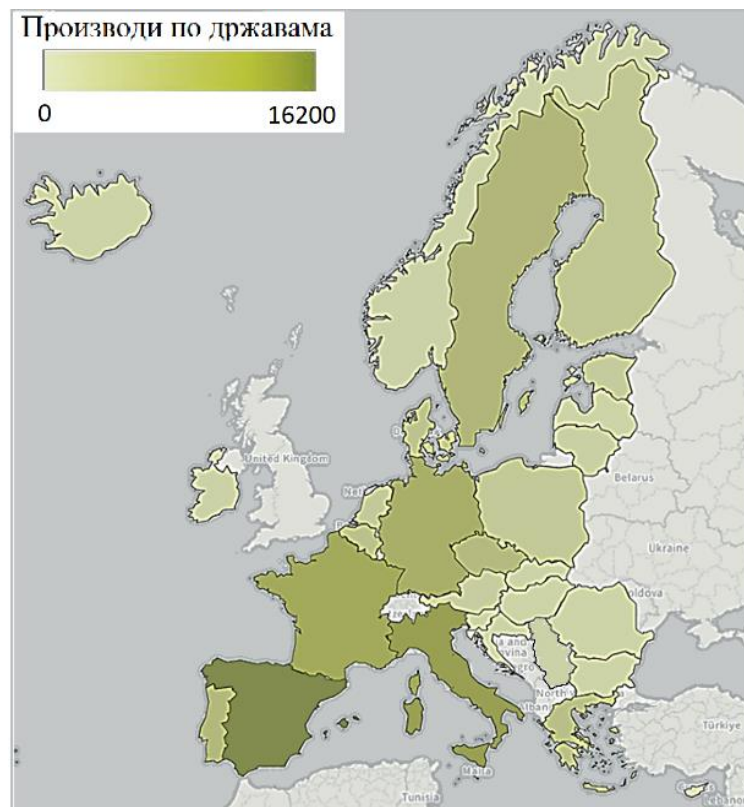 Производи по државама
0 16200
United Kingdom
Belarus
Ukraine
Türkiye
Malta
Tunisia